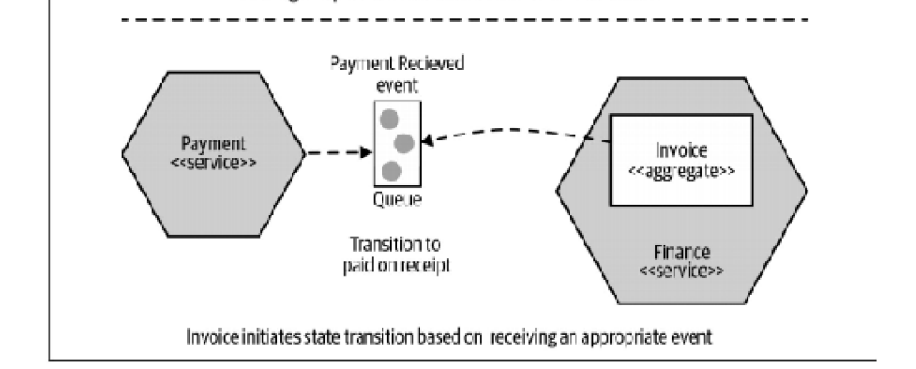 Payment Recieved
event
Payment
<<service>>
Invoice
<<aggregate>>
Queue
Transition to
paid on receipt
Finance
<<service>>
Invoice initiates state transition based on receiving an appropriate event